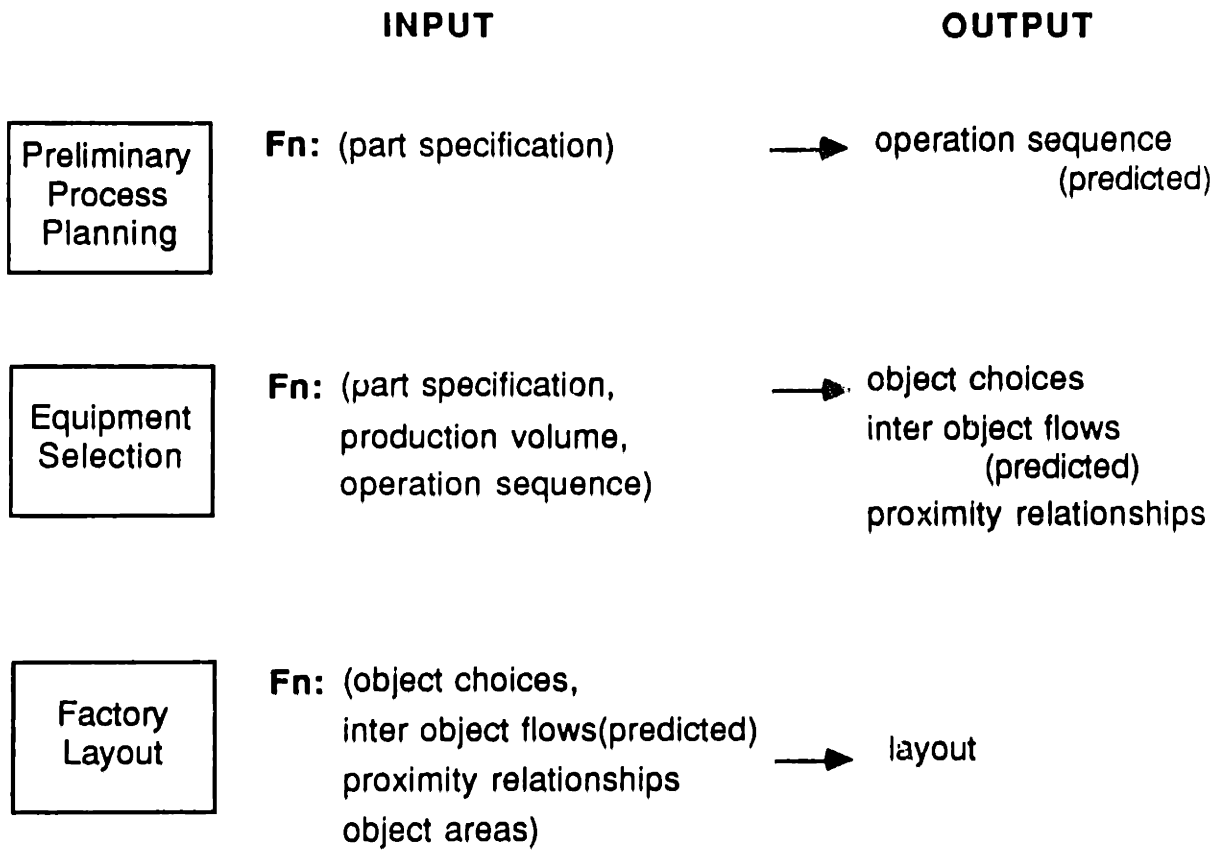 INPUT
OUTPUT
Preliminary
Process
Planning
Fn: (part specification)
operation sequence
(predicted)
Equipment
Selection
Fn: (part specification,
production volume,
operation sequence)
object choices
inter object flows
(predicted)
proximity relationships
Factory
Layout
Fn: (object choices,
inter object flows(predicted)
proximity relationships
object areas)
layout